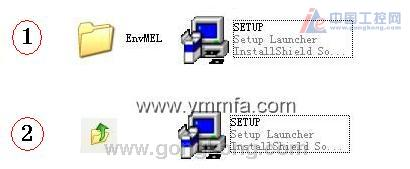 中国工控网
1 EnvMEL SETUP
Setup Launcher
InstallShield So...
www.ymmfa.com
2 SETUP
Setup Launcher
InstallShield So...
www.gongkong.com